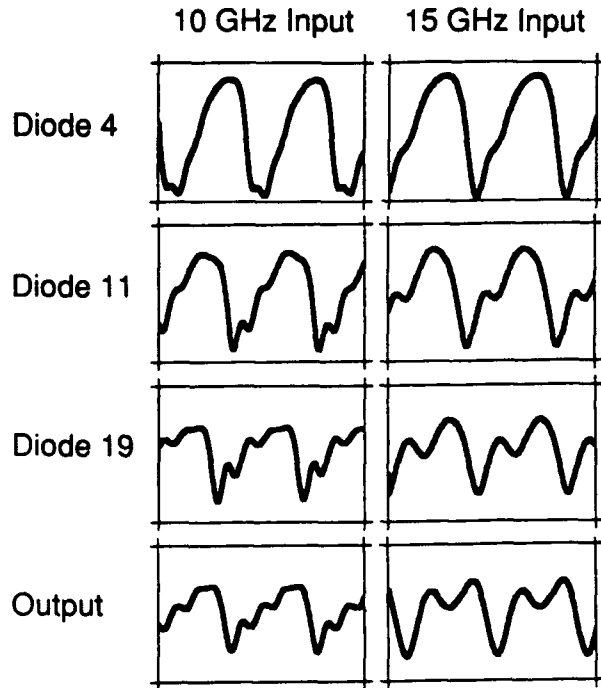 10 GHz Input 15 GHz Input
Diode 4
Diode 11
Diode 19
Output